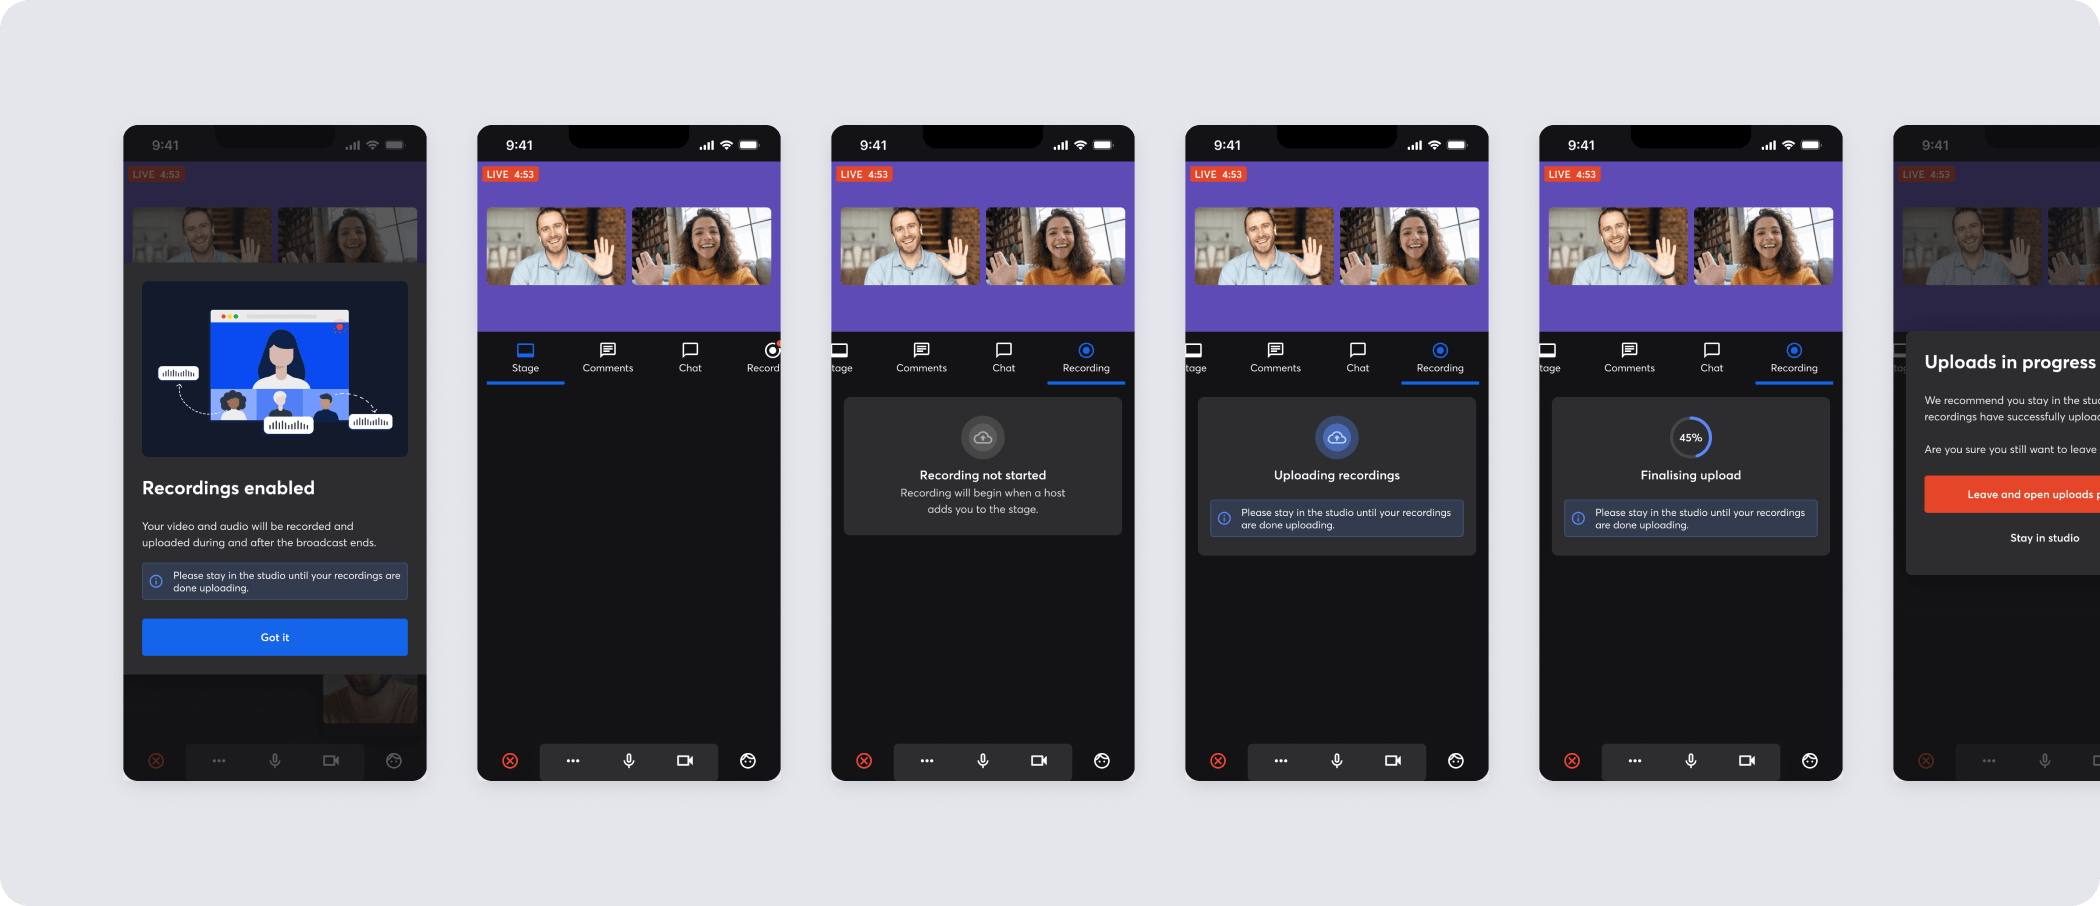 9:41
LIVE 4:53
Recordings enabled
Your video and audio will be recorded and
uploaded during and after the broadcast ends.
Please stay in the studio until your recordings are
done uploading.
Got it
9:41
LIVE 4:53
Stage
Comments
Chat
Record
9:41
LIVE 4:53
tage
Comments
Chat
Recording
Recording not started
Recording will begin when a host
adds you to the stage.
9:41
LIVE 4:53
tage
Comments
Chat
Recording
Uploading recordings
Please stay in the studio until your recordings
are done uploading.
9:41
LIVE 4:53
tage
Comments
Chat
Recording
45%
Finalising upload
Please stay in the studio until your recordings
are done uploading.
9:41
LIVE 4:53
Uploads in progress
We recommend you stay in the stu
recordings have successfully uploa
Are you sure you still want to leave
Leave and open uploads p
Stay in studio